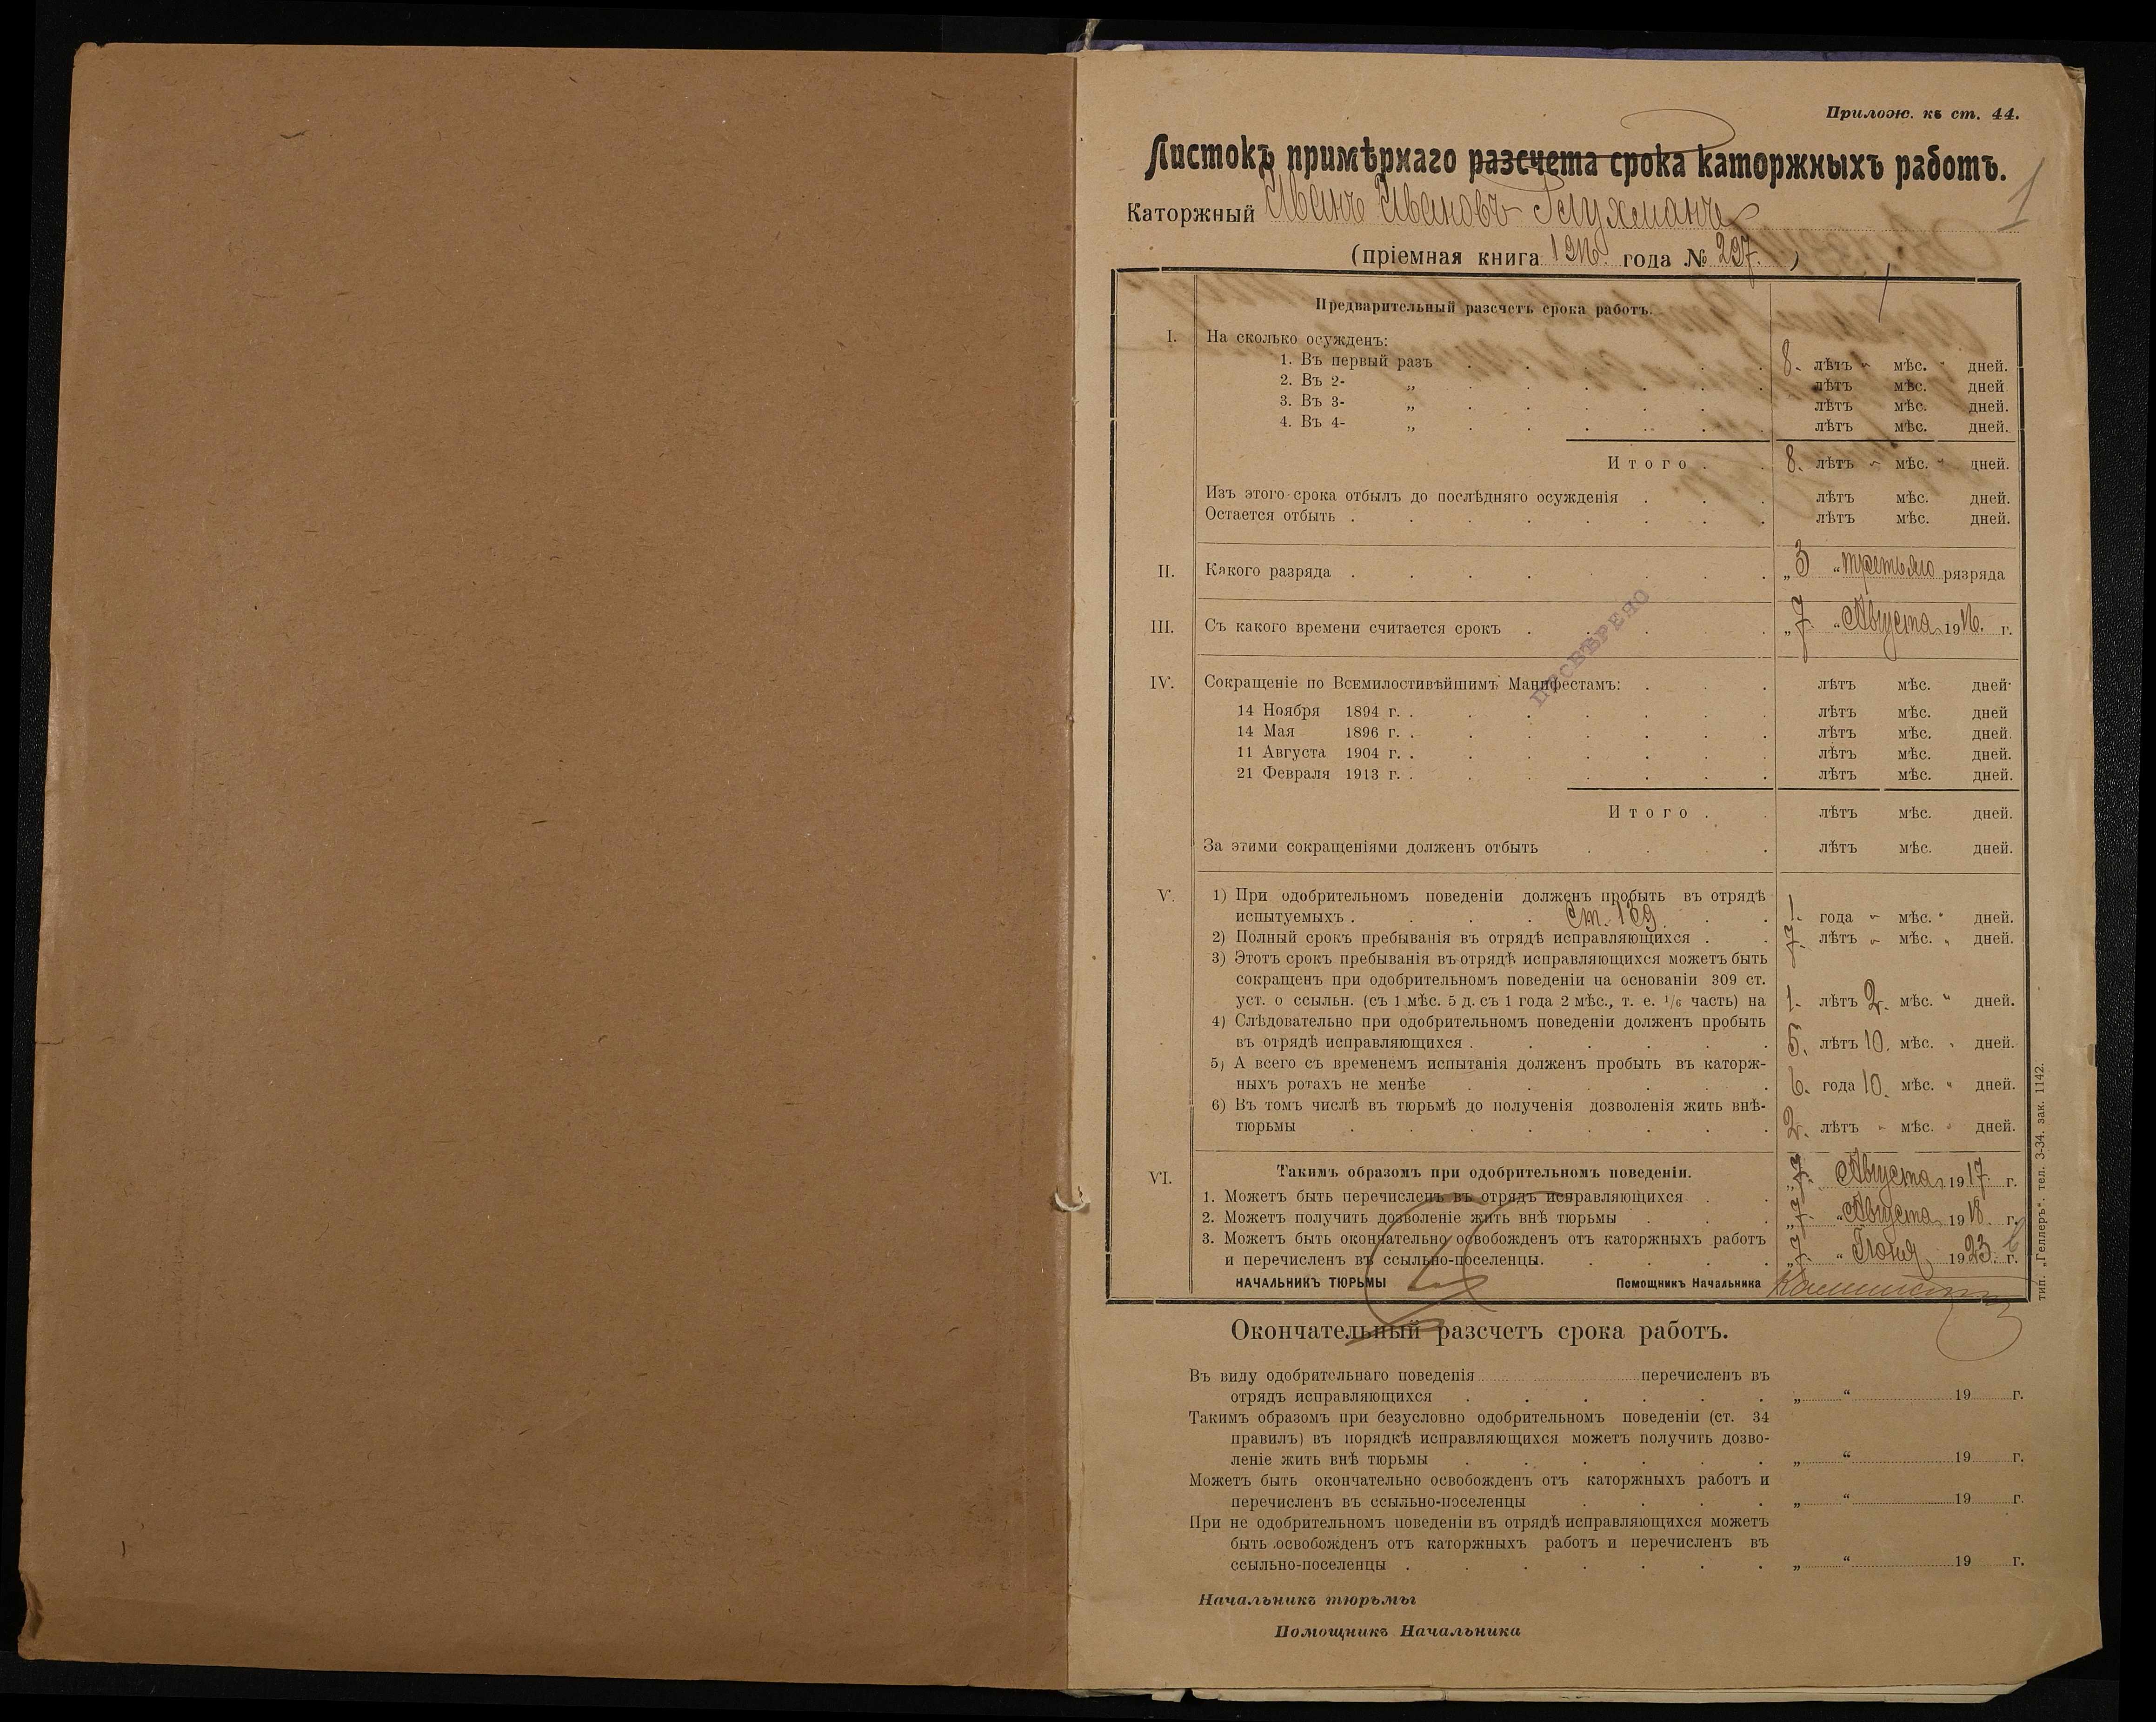 Прилож. къ ст. 44.
Листокъ примѣрнаго разсчета срока каторжныхъ работъ.
1
Каторжный Иванъ Ивановъ Глухманъ
(пріемная книга 1916 года № 297.)
Предварительный разсчетъ срока работъ.
I. На сколько осужденъ:
1. Въ первый разъ 8. лѣтъ „ мѣс. „ дней.
2. Въ 2- „ лѣтъ мѣс. дней
3. Въ 3- „ лѣтъ мѣс. дней.
4. Въ 4- „ лѣтъ мѣс. дней.
Итого. 8. лѣтъ „ мѣс. „ дней.
Изъ этого срока отбылъ до послѣдняго осужденія лѣтъ мѣс. дней.
Остается отбыть лѣтъ мѣс. дней.
II. Какого разряда „3 “ третьяго разряда
III. Съ какого времени считается срокъ „7. “ Августа 1916. г.
ПРОВѢРЕНО
IV. Сокращеніе по Всемилостивѣйшимъ Манифестамъ: лѣтъ мѣс. дней
14 Ноября 1894 г. лѣтъ мѣс. дней
14 Мая 1896 г. лѣтъ мѣс. дней.
11 Августа 1904 г. лѣтъ мѣс. дней.
21 Февраля 1913 г. лѣтъ мѣс. дней.
Итого. лѣтъ мѣс. дней.
За этими сокращеніями долженъ отбыть лѣтъ мѣс. дней.
V. 1) При одобрительномъ поведеніи долженъ пробыть въ отрядѣ
испытуемыхъ. Ст. 109. 1. года „ мѣс. „ дней.
2) Полный срокъ пребыванія въ отрядѣ исправляющихся 7. лѣтъ „ мѣс. „ дней.
3) Этотъ срокъ пребыванія въ отрядѣ исправляющихся можетъ быть
сокращенъ при одобрительномъ поведеніи на основаніи 309 ст.
уст. о ссыльн. (съ 1 мѣс. 5 д. съ 1 года 2 мѣс., т. е. 1/6 часть) на 1. лѣтъ 2. мѣс. „ дней.
4) Слѣдовательно при одобрительномъ поведеніи долженъ пробыть
въ отрядѣ исправляющихся 5. лѣтъ 10. мѣс. „ дней.
5) А всего съ временемъ испытанія долженъ пробыть въ каторж-
ныхъ ротахъ не менѣе 6. года 10. мѣс. „ дней.
6) Въ томъ числѣ въ тюрьмѣ до полученія дозволенія жить внѣ-
тюрьмы 2. лѣтъ „ мѣс. „ дней.
VI. Такимъ образомъ при одобрительномъ поведеніи.
1. Можетъ быть перечисленъ въ отрядъ исправляющихся „7. Августа 1917. г.
2. Можетъ получить дозволеніе жить внѣ тюрьмы „7. “ Августа 1918. г.
3. Можетъ быть окончательно освобожденъ отъ каторжныхъ работъ
и перечисленъ въ ссыльно-поселенцы. „7. “ Іюня 1923. г.
НАЧАЛЬНИКЪ ТЮРЬМЫ Помощникъ Начальника
тип. „Геллеръ“. тел. 3-34. зак. 1142.
Окончательный разсчетъ срока работъ.
Въ виду одобрительнаго поведенія перечисленъ въ
отрядъ исправляющихся „ “ 19 г.
Такимъ образомъ при безусловно одобрительномъ поведеніи (ст. 34
правилъ) въ порядкѣ исправляющихся можетъ получить дозво-
леніе жить внѣ тюрьмы „ “ 19 г.
Можетъ быть окончательно освобожденъ отъ каторжныхъ работъ и
перечисленъ въ ссыльно-поселенцы „ “ 19 г.
При не одобрительномъ поведеніи въ отрядѣ исправляющихся можетъ
быть освобожденъ отъ каторжныхъ работъ и перечисленъ въ
ссыльно-поселенцы „ “ 19 г.
Начальникъ тюрьмы
Помощникъ Начальника